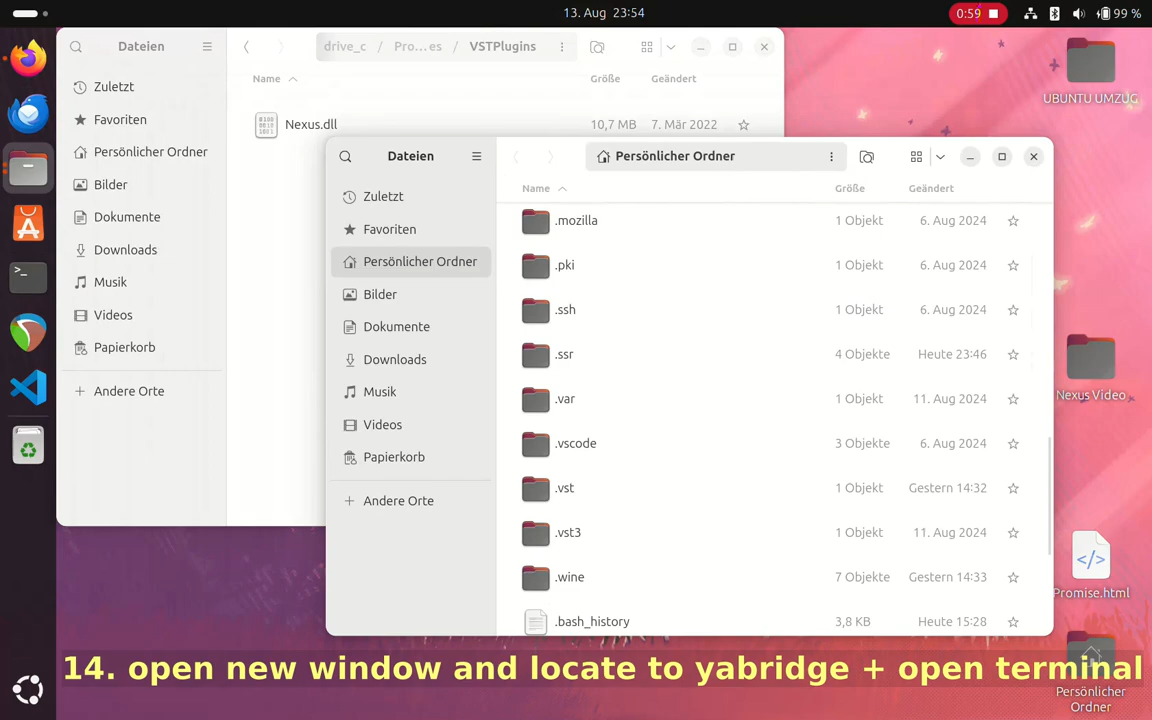 13. Aug 23:54
0:59
99 %
Dateien
drive_c / Pro…es / VSTPlugins
Name
Größe
Geändert
Zuletzt
Favoriten
Persönlicher Ordner
Bilder
Dokumente
Downloads
Musik
Videos
Papierkorb
Andere Orte
Nexus.dll
10,7 MB
7. Mär 2022
Dateien
Persönlicher Ordner
Name
Größe
Geändert
Zuletzt
Favoriten
Persönlicher Ordner
Bilder
Dokumente
Downloads
Musik
Videos
Papierkorb
Andere Orte
.mozilla 1 Objekt 6. Aug 2024
.pki 1 Objekt 6. Aug 2024
.ssh 1 Objekt 6. Aug 2024
.ssr 4 Objekte Heute 23:46
.var 1 Objekt 11. Aug 2024
.vscode 3 Objekte 6. Aug 2024
.vst 1 Objekt Gestern 14:32
.vst3 1 Objekt 11. Aug 2024
.wine 7 Objekte Gestern 14:33
.bash_history 3,8 KB Heute 15:28
UBUNTU UMZUG
Nexus Video
</>
Promise.html
Persönlicher
Ordner
14. open new window and locate to yabridge + open terminal